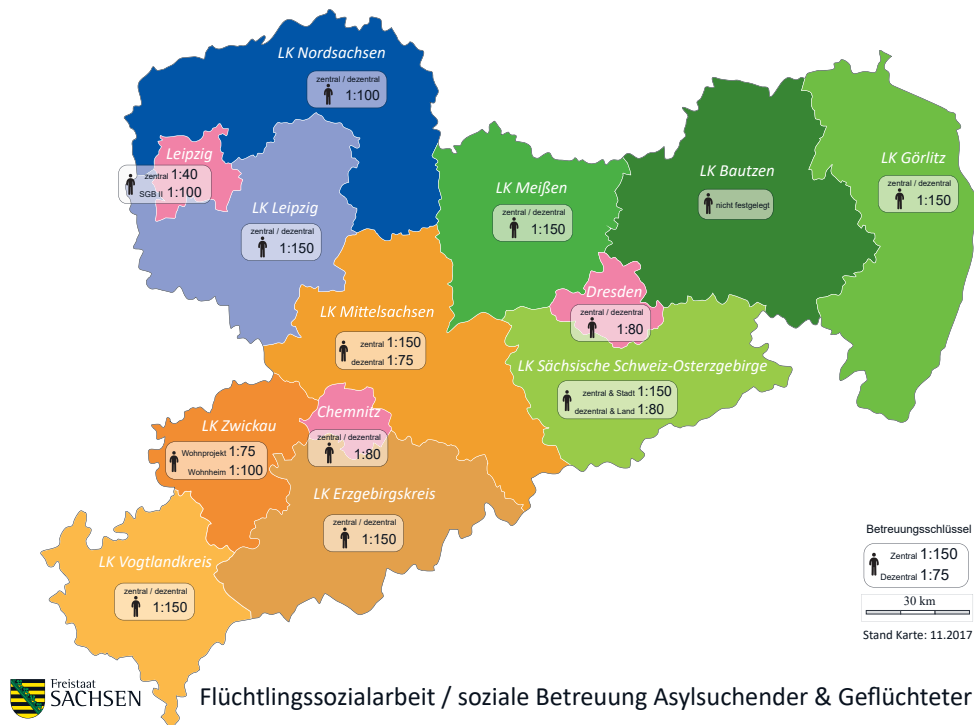 LK Nordsachsen
zentral / dezentral
1:100
Leipzig
zentral 1:40
SGB II 1:100
LK Leipzig
zentral / dezentral
1:150
LK Meißen
zentral / dezentral
1:150
LK Bautzen
nicht festgelegt
LK Görlitz
zentral / dezentral
1:150
Dresden
zentral / dezentral
1:80
LK Mittelsachsen
zentral 1:150
dezentral 1:75
LK Sächsische Schweiz-Osterzgebirge
zentral & Stadt 1:150
dezentral & Land 1:80
Chemnitz
zentral / dezentral
1:80
LK Zwickau
Wohnprojekt 1:75
Wohnheim 1:100
LK Erzgebirgskreis
zentral / dezentral
1:150
LK Vogtlandkreis
zentral / dezentral
1:150
Betreuungsschlüssel
Zentral 1:150
Dezentral 1:75
30 km
Stand Karte: 11.2017
Freistaat
SACHSEN
Flüchtlingssozialarbeit / soziale Betreuung Asylsuchender & Geflüchteter